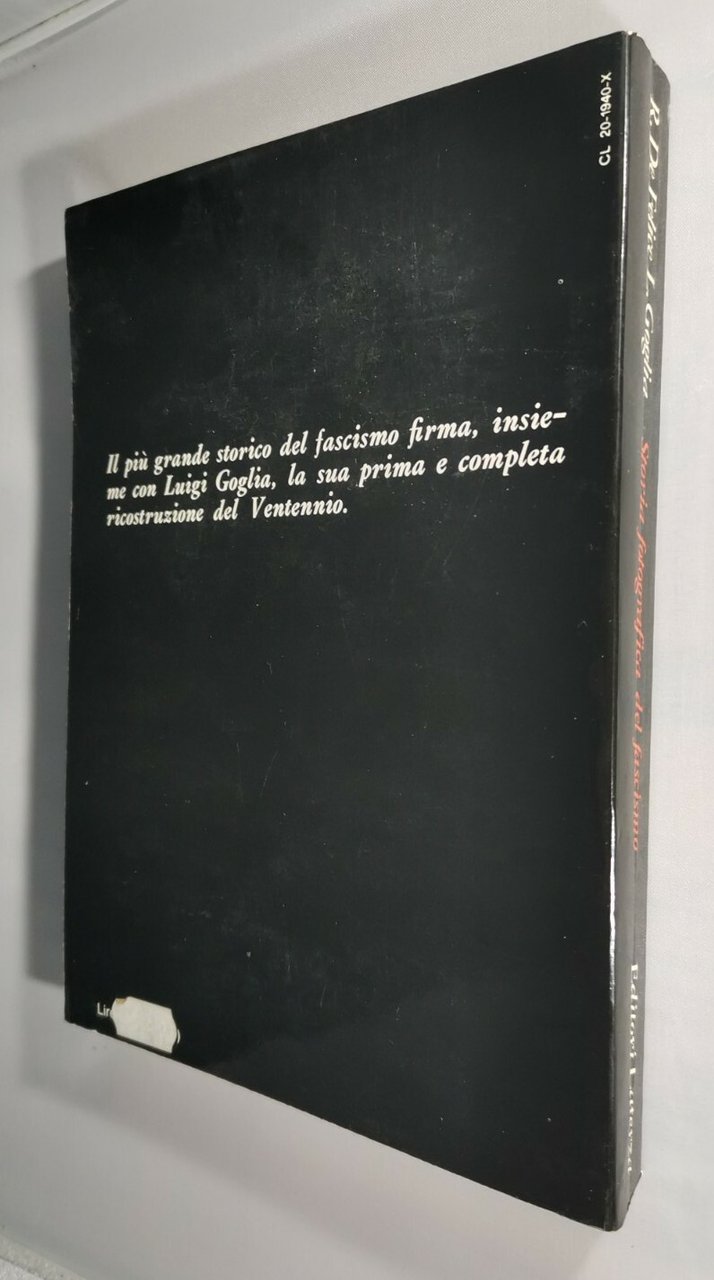 CL 20-1940-X
Il più grande storico del fascismo firma, insie-
me con Luigi Goglia, la sua prima e completa
ricostruzione del Ventennio.
Lire
R. De Felice L. Goglia Storia fotografica del fascismo Editori Laterza